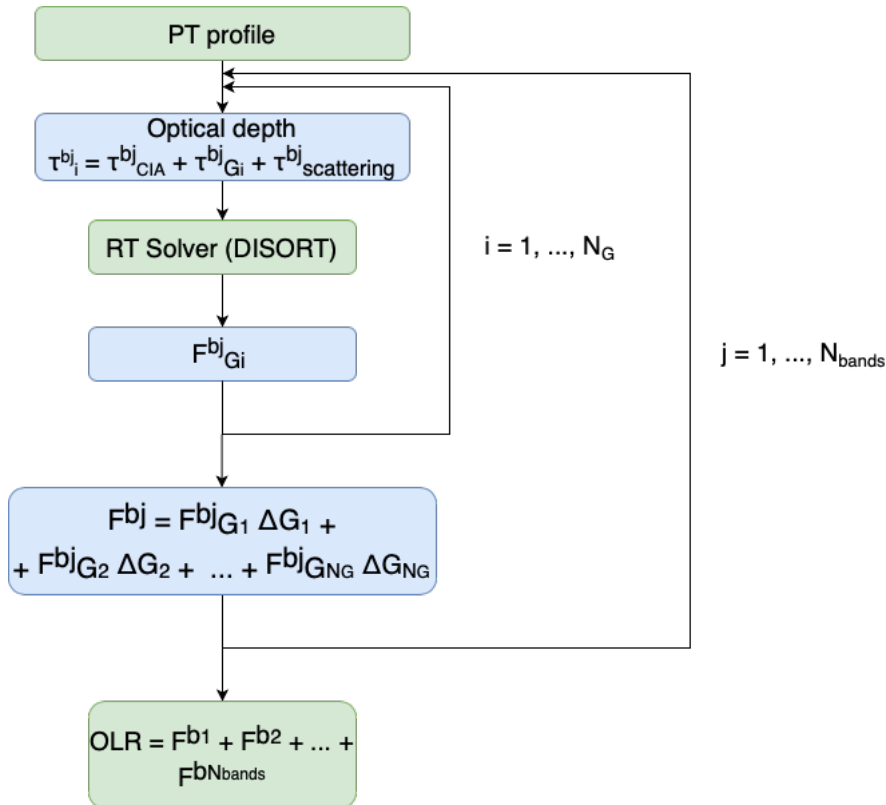 PT profile
Optical depth
τ^bj_i = τ^bj_CIA + τ^bj_Gi + τ^bj_scattering
RT Solver (DISORT)
i = 1, ..., N_G
F^bj_Gi
j = 1, ..., N_bands
F^bj = F^bj_G1 ΔG_1 +
+ F^bj_G2 ΔG_2 + ... + F^bj_GNG ΔG_NG
OLR = F^b1 + F^b2 + ... +
F^bNbands